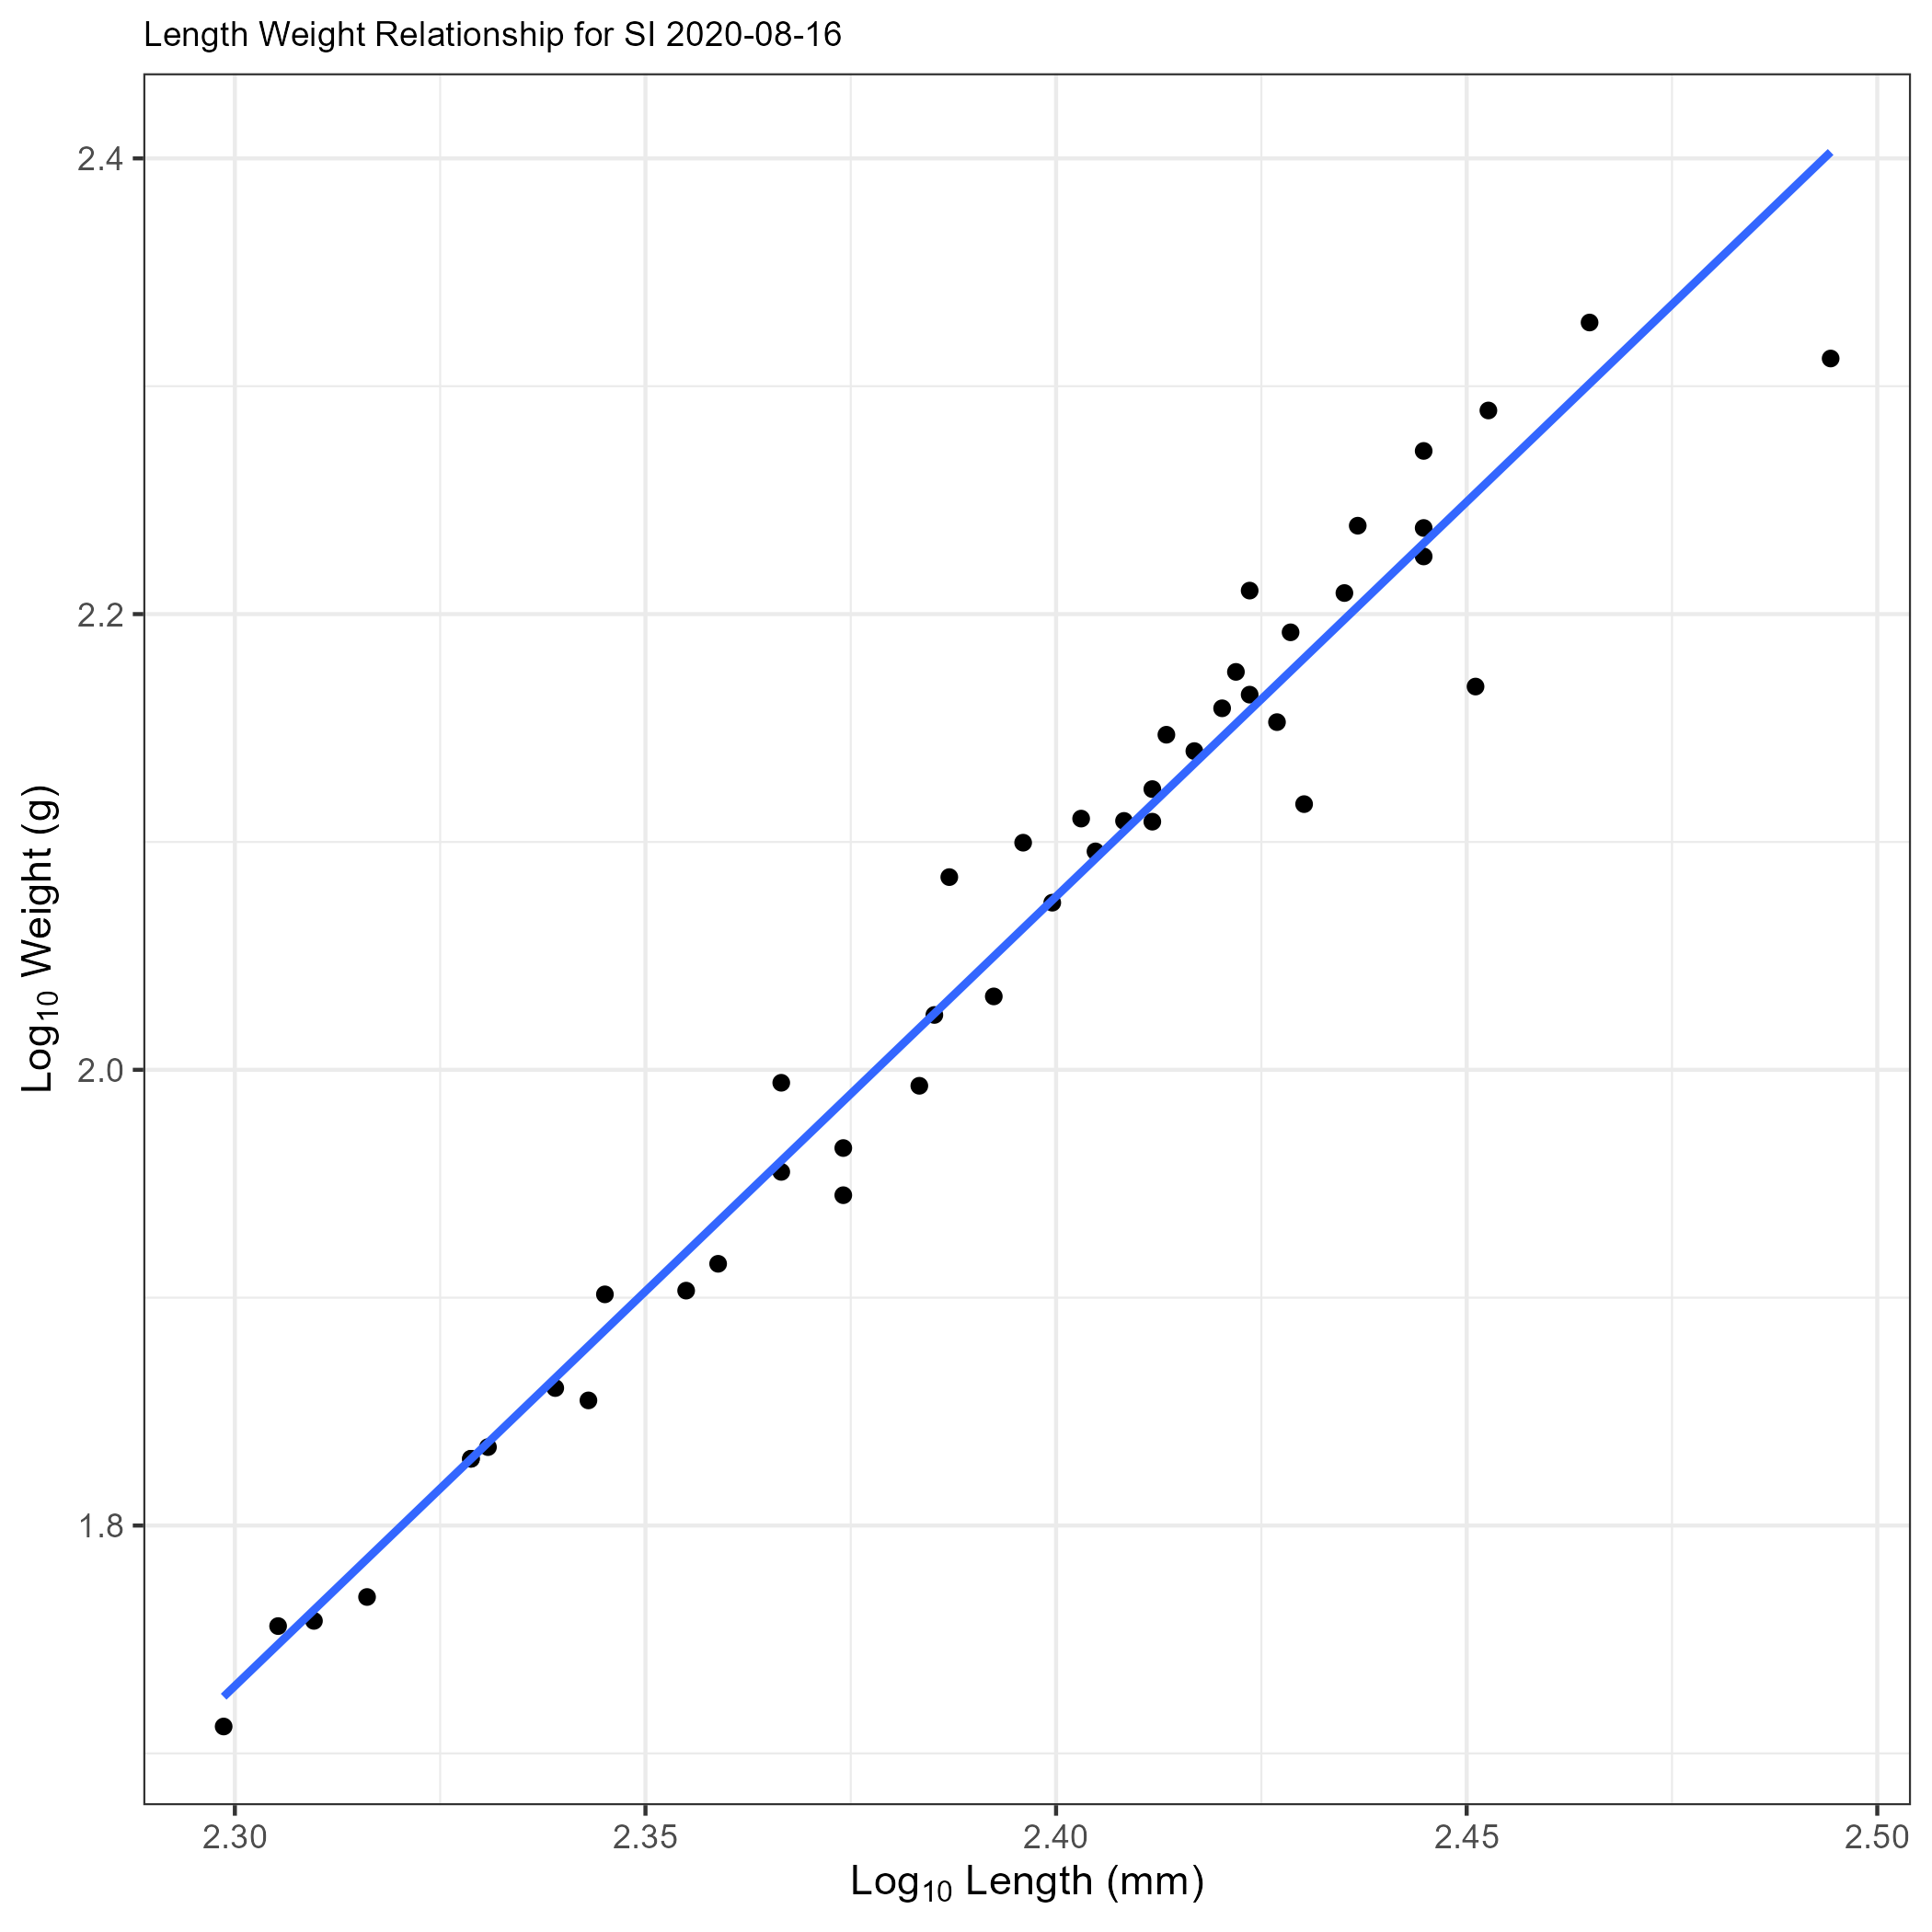 Length Weight Relationship for SI 2020-08-16
2.4
2.2
2.0
1.8
Log10 Weight (g)
2.30 2.35 2.40 2.45 2.50
Log10 Length (mm)